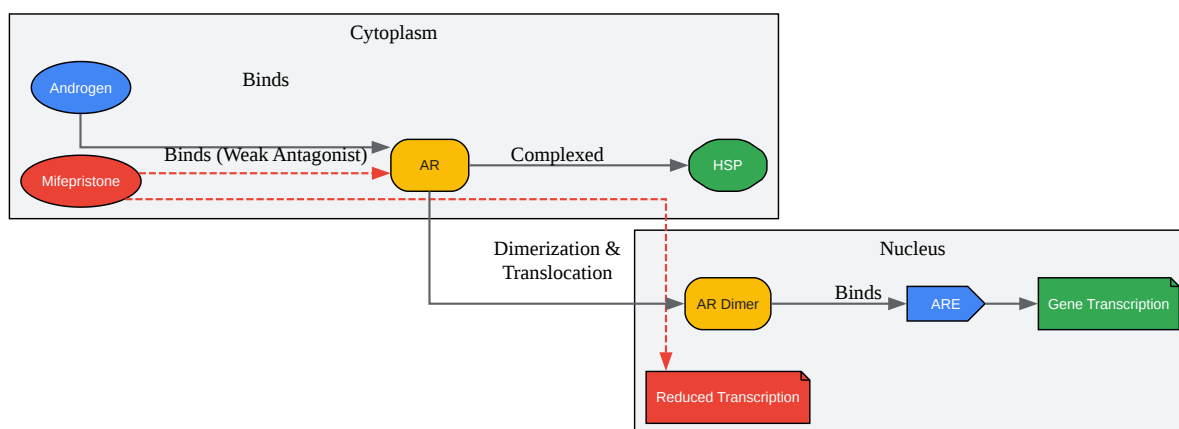 Cytoplasm
Androgen
Binds
Mifepristone
Binds (Weak Antagonist)
AR
Complexed
HSP
Dimerization &
Translocation
Nucleus
AR Dimer
Binds
ARE
Gene Transcription
Reduced Transcription